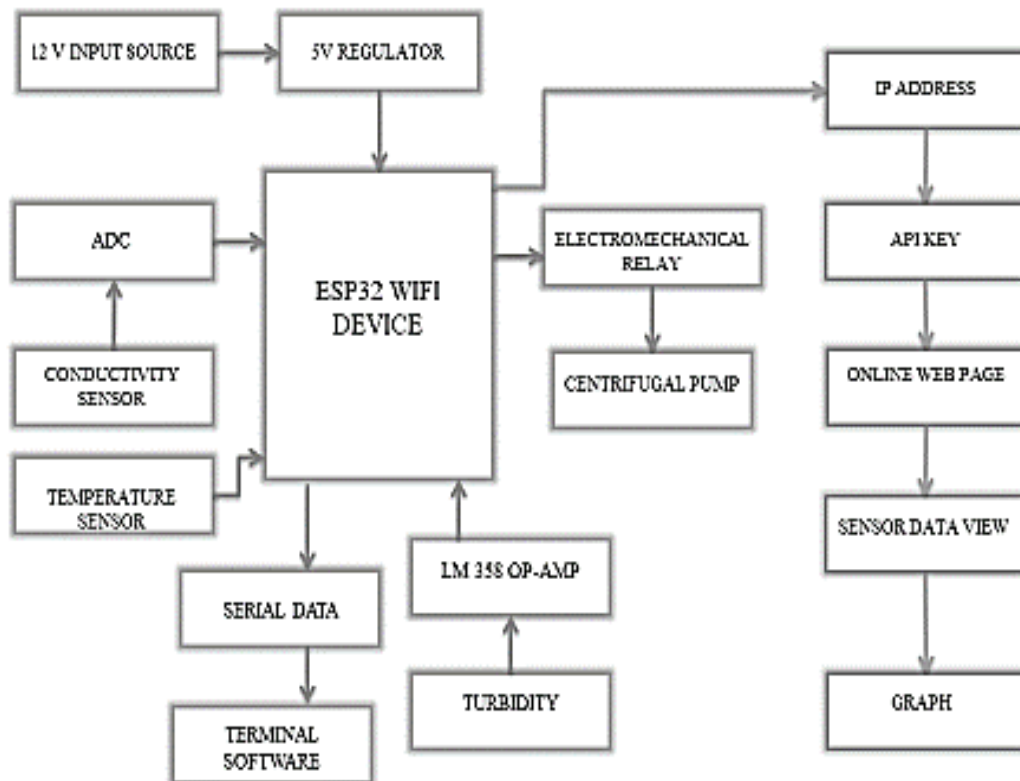 12 V INPUT SOURCE
5V REGULATOR
IP ADDRESS
ADC
ESP32 WIFI
DEVICE
ELECTROMECHANICAL
RELAY
API KEY
CONDUCTIVITY
SENSOR
CENTRIFUGAL PUMP
ONLINE WEB PAGE
TEMPERATURE
SENSOR
LM 358 OP-AMP
SENSOR DATA VIEW
SERIAL DATA
TURBIDITY
GRAPH
TERMINAL
SOFTWARE